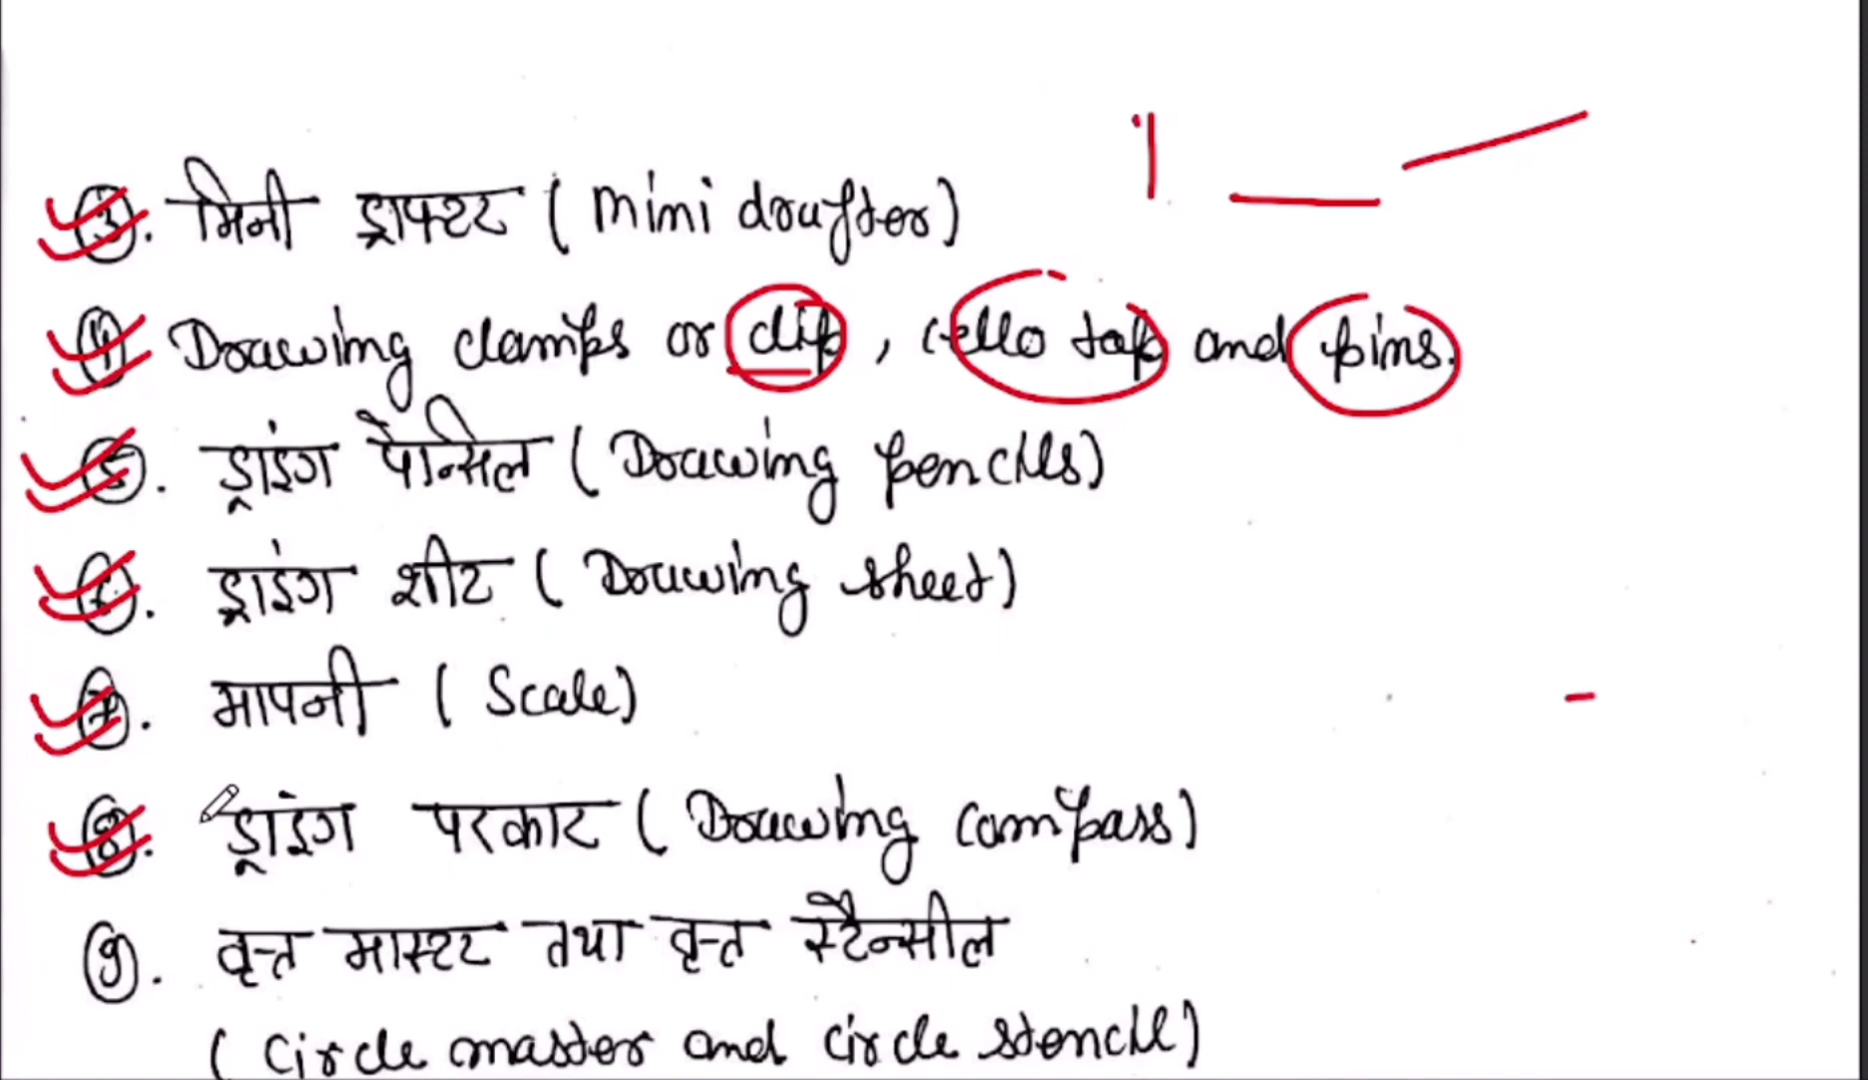 ③. मिनी ड्राफ्टर ( Mini drafter)
④ Drawing clamps or clip, cello tap and pins.
⑤. ड्राइंग पेन्सिल ( Drawing pencils)
⑥. ड्राइंग शीट ( Drawing sheet)
⑦. मापनी ( Scale)
⑧. ड्राइंग परकार ( Drawing compass)
⑨. वृत्त मास्टर तथा वृत्त स्टैन्सील
( Circle master and circle stencil)